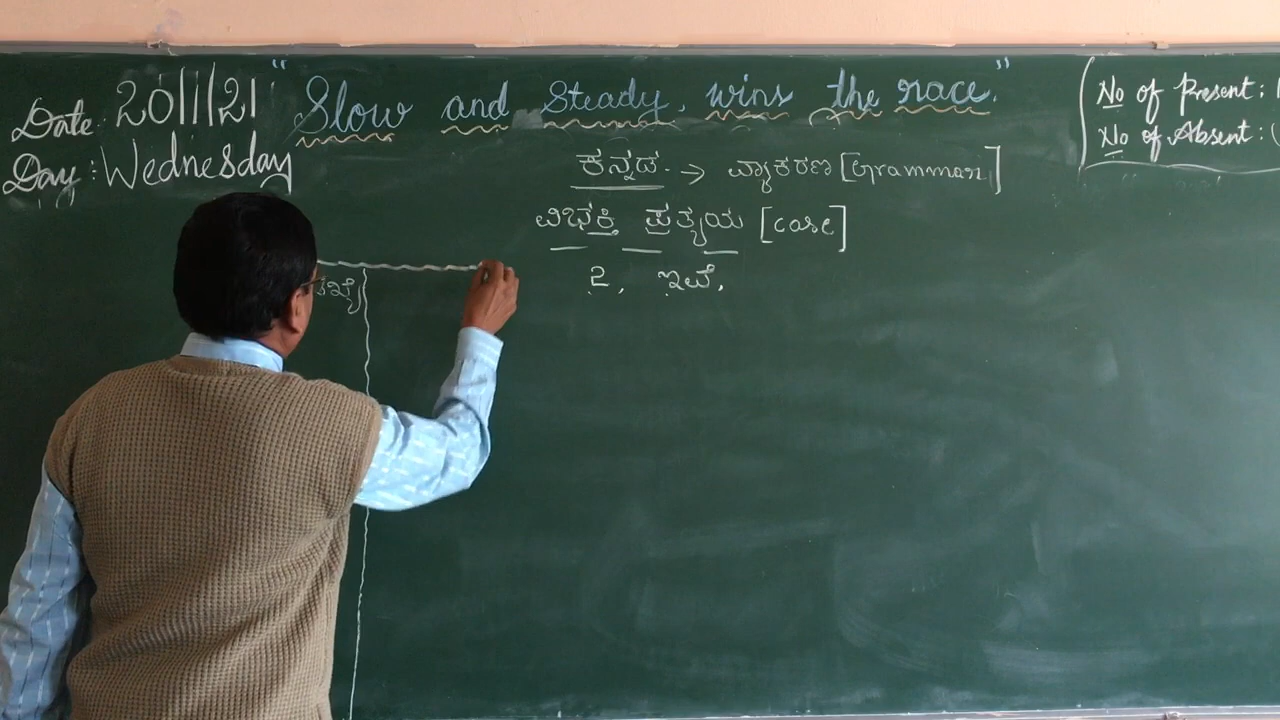 Date: 20/1/21
"Slow and Steady, wins the race."
No of Present:
Day: Wednesday
No of Absent:
ಕನ್ನಡ. → ವ್ಯಾಕರಣ [Grammar]
ವಿಭಕ್ತಿ ಪ್ರತ್ಯಯ [case]
ಇವೆ.